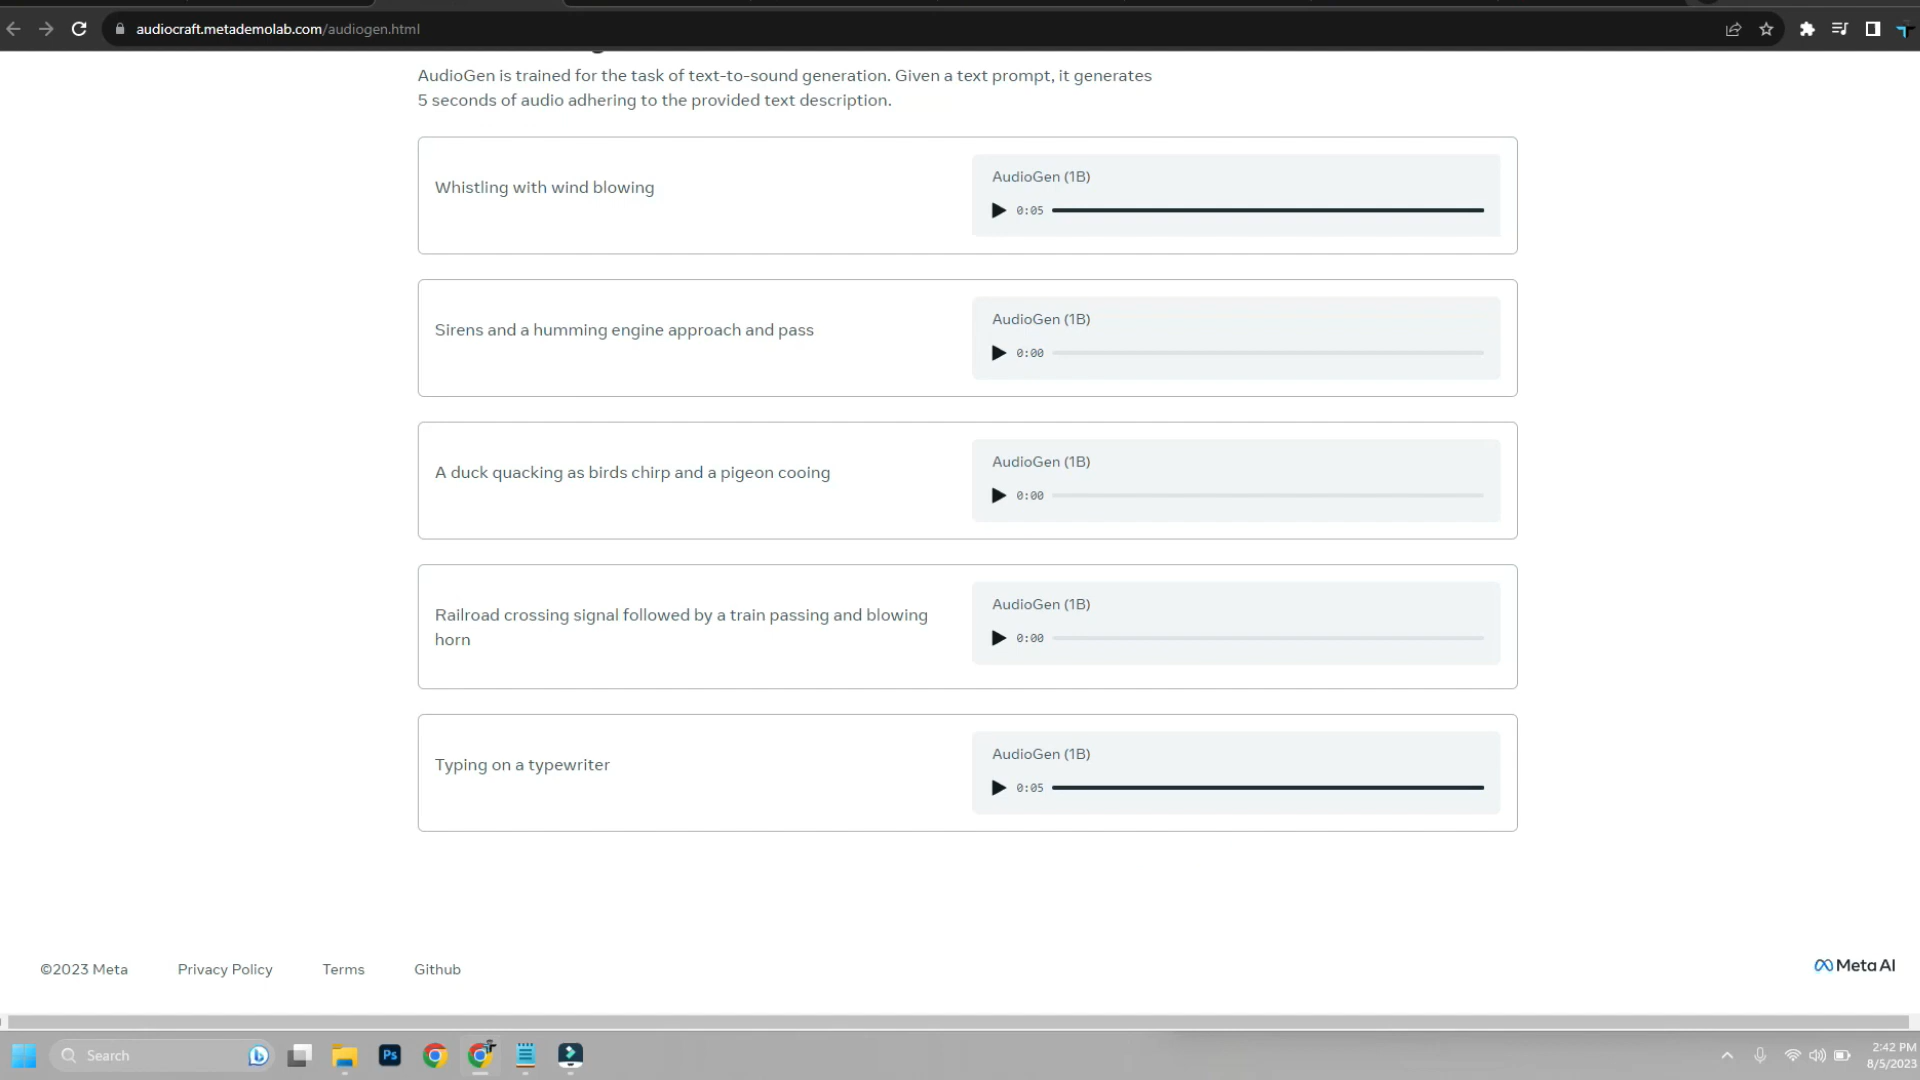 audiocraft.metademolab.com/audiogen.html
AudioGen is trained for the task of text-to-sound generation. Given a text prompt, it generates
5 seconds of audio adhering to the provided text description.
Whistling with wind blowing
AudioGen (1B)
0:05
Sirens and a humming engine approach and pass
AudioGen (1B)
0:00
A duck quacking as birds chirp and a pigeon cooing
AudioGen (1B)
0:00
Railroad crossing signal followed by a train passing and blowing
horn
AudioGen (1B)
0:00
Typing on a typewriter
AudioGen (1B)
0:05
©2023 Meta Privacy Policy Terms Github
Meta AI
Search
Ps
2:42 PM
8/5/2023